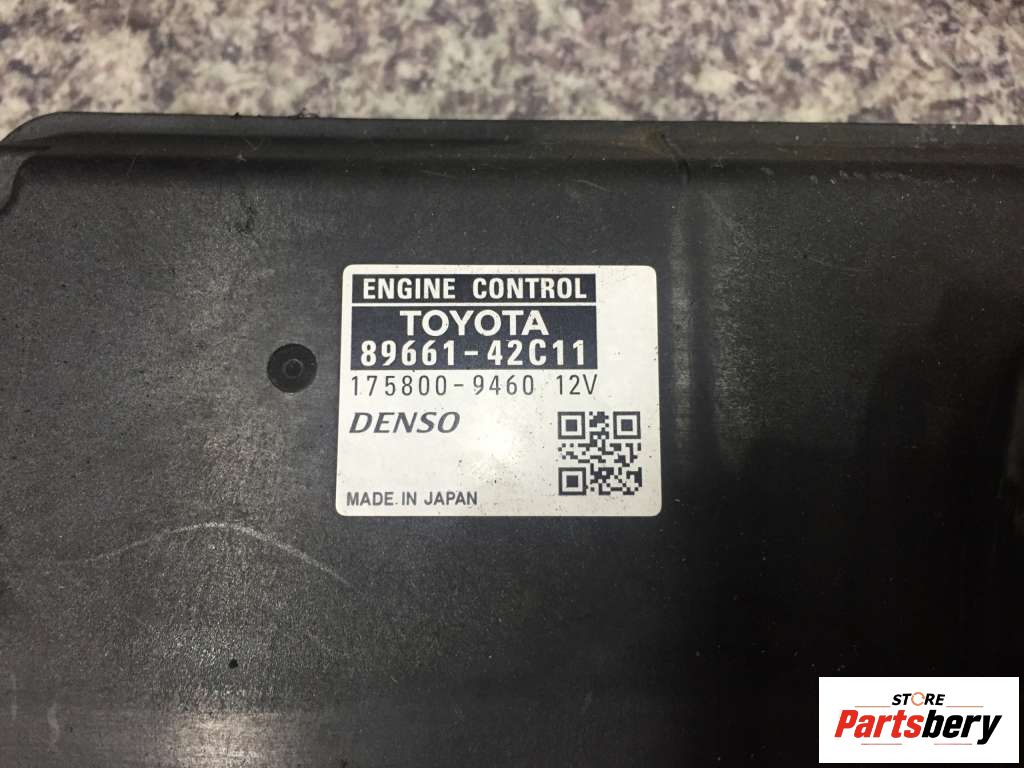 ENGINE CONTROL
TOYOTA
89661-42C11
175800-9460 12V
DENSO
MADE IN JAPAN
STORE
Partsbery